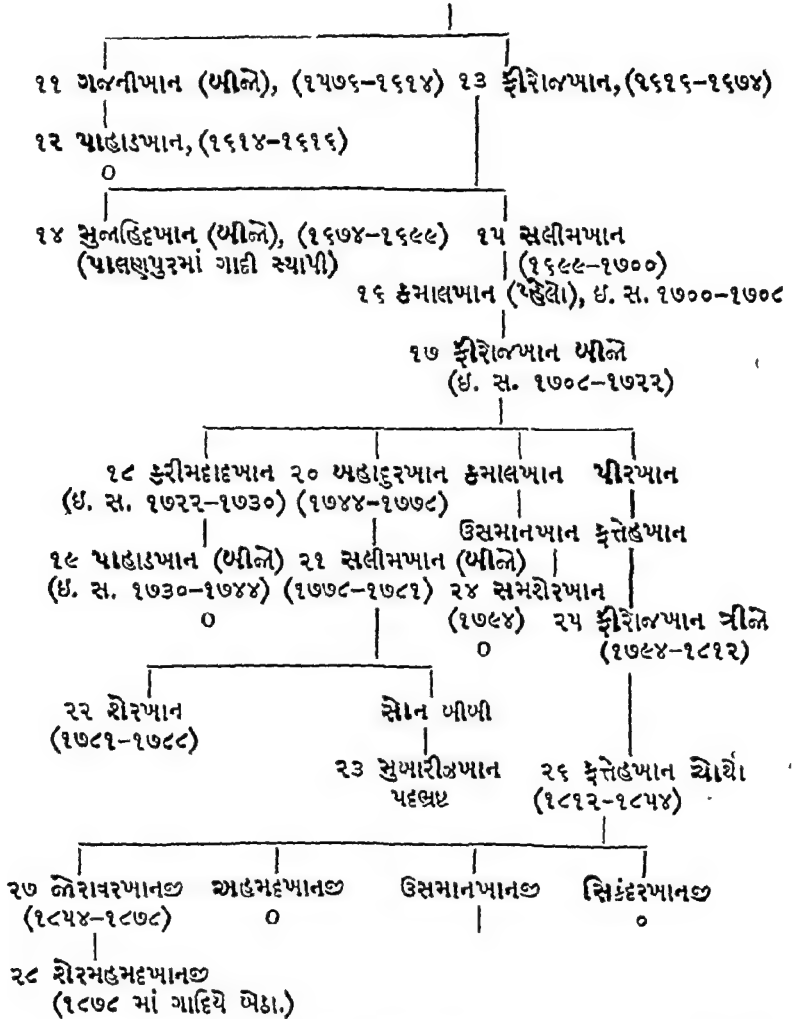 ૧૧ ગજનીખાન (બીજો), (૧૫૭૬-૧૬૧૪) ૧૩ ફીરોજખાન, (૧૬૧૬-૧૬૭૪)
૧૨ પાહાડખાન, (૧૬૧૪-૧૬૧૬)
૦
૧૪ મુજાહિદખાન (બીજો), (૧૬૭૪-૧૬૯૯) ૧૫ સલીમખાન
(પાલણપુરમાં ગાદી સ્થાપી) (૧૬૯૯-૧૭૦૦)
૧૬ કમાલખાન (પ્હેલો), ઇ. સ. ૧૭૦૦-૧૭૦૮
૧૭ ફીરોજખાન બીજો
(ઇ. સ. ૧૭૦૮-૧૭૨૨)
૧૮ કરીમદાદખાન ૨૦ બહાદુરખાન કમાલખાન પીરખાન
(ઇ. સ. ૧૭૨૨-૧૭૩૦) (૧૭૪૪-૧૭૭૮)
ઉસમાનખાન ફત્તેહખાન
૧૯ પાહાડખાન (બીજો) ૨૧ સલીમખાન (બીજો)
(ઇ. સ. ૧૭૩૦-૧૭૪૪) (૧૭૭૮-૧૭૮૧) ૨૪ સમશેરખાન
૦ (૧૭૯૪) ૨૫ ફીરોજખાન ત્રીજો
૦ (૧૭૯૪-૧૮૧૨)
૨૨ શેરખાન સોન બીબી
(૧૭૮૧-૧૭૮૮)
૨૩ મુબારીઝખાન ૨૬ ફત્તેહખાન ચોથો
પદભ્રષ્ટ (૧૮૧૨-૧૮૫૪)
૨૭ જોરાવરખાનજી અહમદખાનજી ઉસમાનખાનજી સિકંદરખાનજી
(૧૮૫૪-૧૮૭૮) ૦ ૦
૨૮ શેરમહમદખાનજી
(૧૮૭૮ માં ગાદિયે બેઠા.)